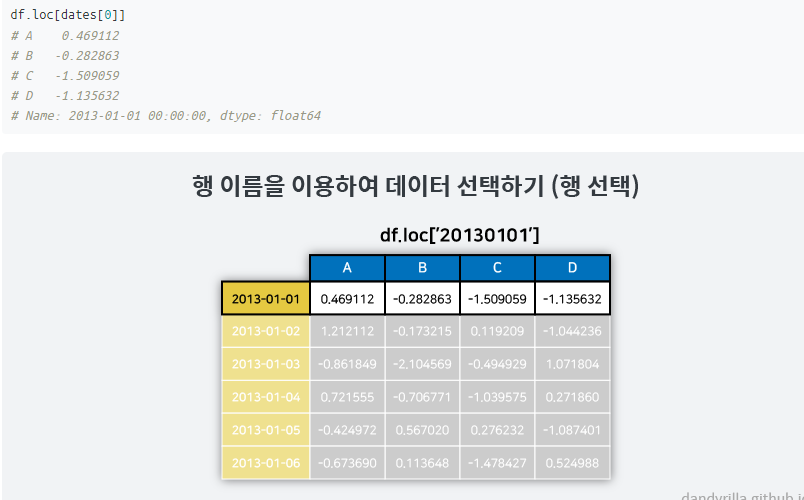 df.loc[dates[0]]
# A    0.469112
# B   -0.282863
# C   -1.509059
# D   -1.135632
# Name: 2013-01-01 00:00:00, dtype: float64
행 이름을 이용하여 데이터 선택하기 (행 선택)
df.loc['20130101']
A B C D
2013-01-01 0.469112 -0.282863 -1.509059 -1.135632
2013-01-02 1.212112 -0.173215 0.119209 -1.044236
2013-01-03 -0.861849 -2.104569 -0.494929 1.071804
2013-01-04 0.721555 -0.706771 -1.039575 0.271860
2013-01-05 -0.424972 0.567020 0.276232 -1.087401
2013-01-06 -0.673690 0.113648 -1.478427 0.524988